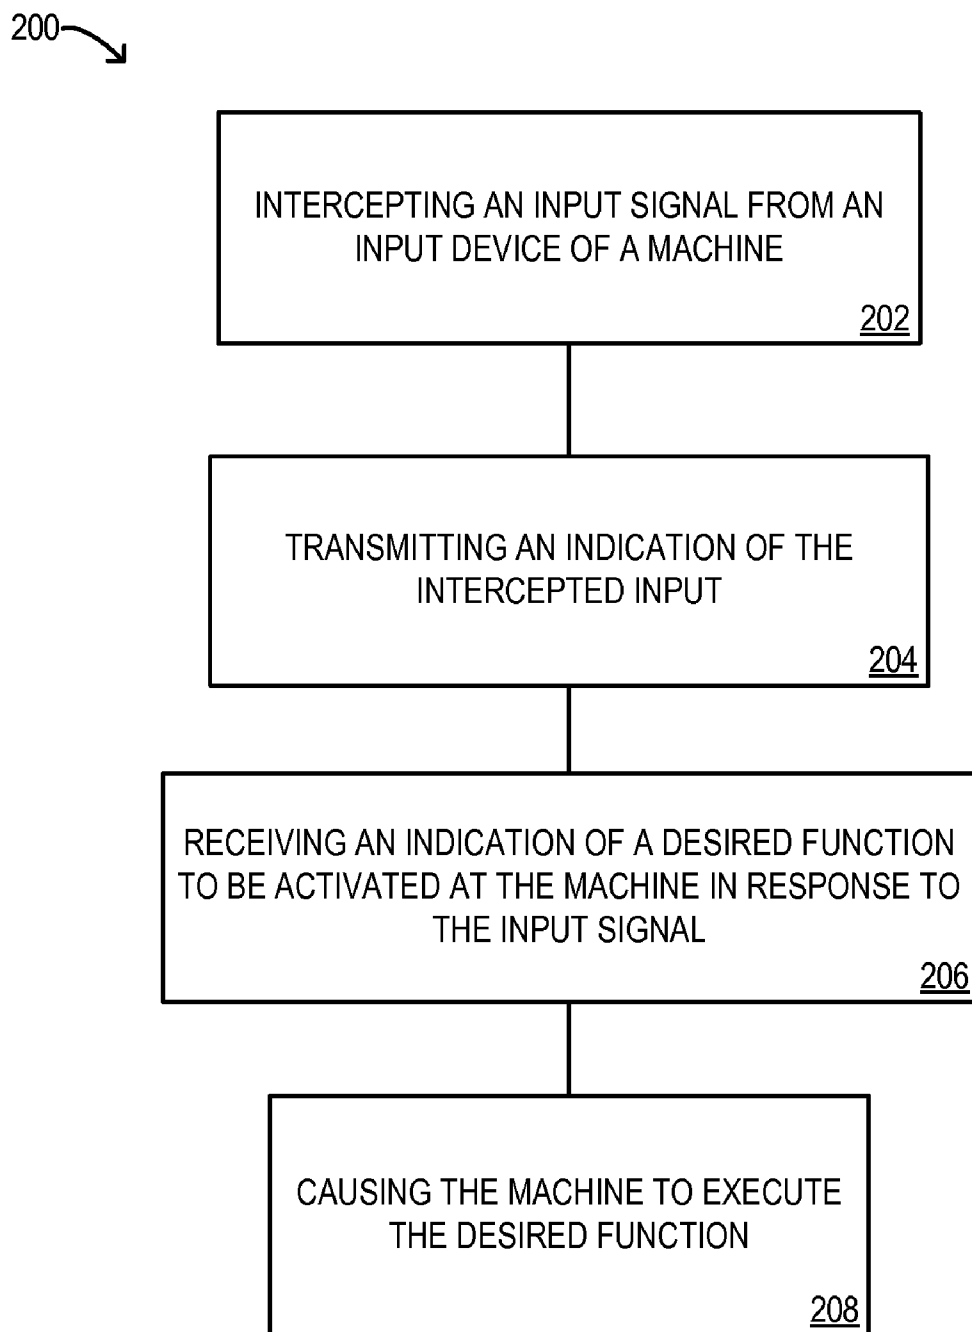 200
INTERCEPTING AN INPUT SIGNAL FROM AN
INPUT DEVICE OF A MACHINE
202
TRANSMITTING AN INDICATION OF THE
INTERCEPTED INPUT
204
RECEIVING AN INDICATION OF A DESIRED FUNCTION
TO BE ACTIVATED AT THE MACHINE IN RESPONSE TO
THE INPUT SIGNAL
206
CAUSING THE MACHINE TO EXECUTE
THE DESIRED FUNCTION
208